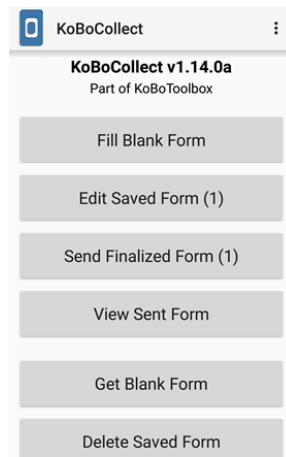 KoBoCollect
KoBoCollect v1.14.0a
Part of KoBoToolbox
Fill Blank Form
Edit Saved Form (1)
Send Finalized Form (1)
View Sent Form
Get Blank Form
Delete Saved Form